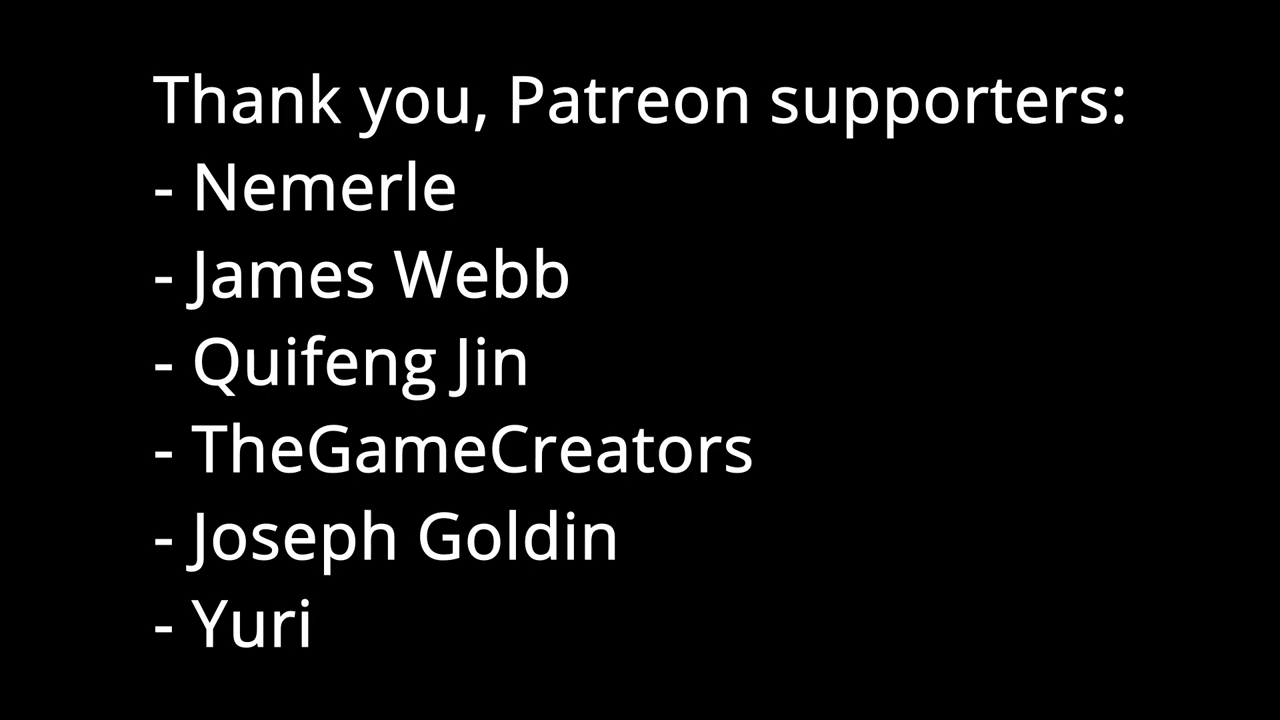 Thank you, Patreon supporters:
- Nemerle
- James Webb
- Quifeng Jin
- TheGameCreators
- Joseph Goldin
- Yuri